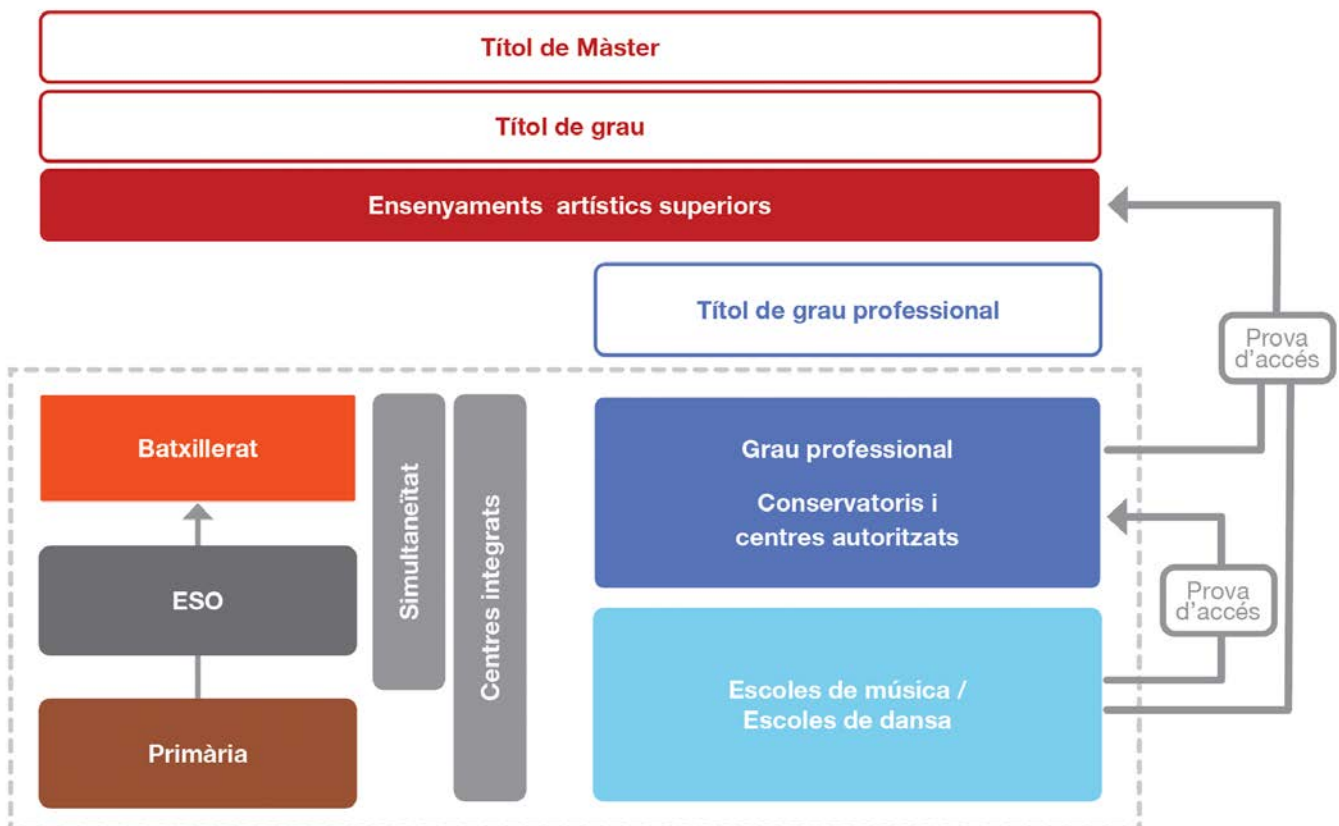 Títol de Màster
Títol de grau
Ensenyaments artístics superiors
Títol de grau professional
Prova
d'accés
Batxillerat
ESO
Primària
Simultaneïtat
Centres integrats
Grau professional
Conservatoris i
centres autoritzats
Prova
d'accés
Escoles de música /
Escoles de dansa